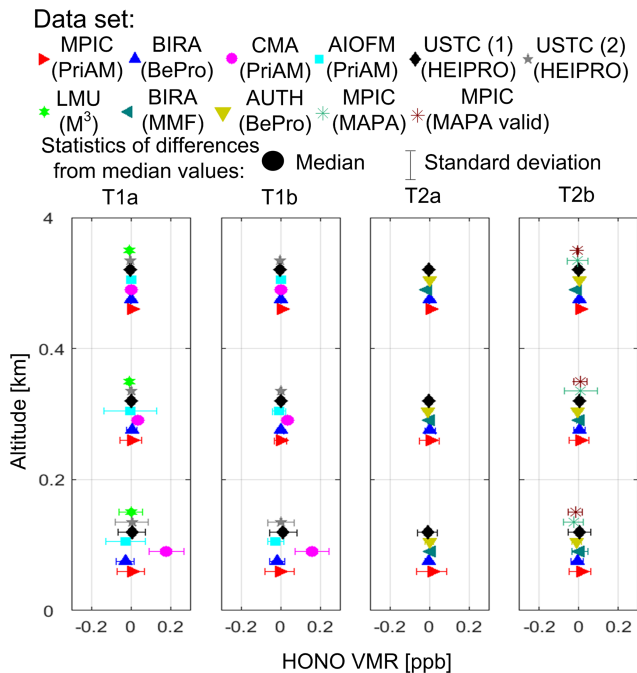 Data set:
MPIC BIRA CMA AIOFM USTC (1) USTC (2)
(PriAM) (BePro) (PriAM) (PriAM) (HEIPRO) (HEIPRO)
LMU BIRA AUTH MPIC MPIC
(M³) (MMF) (BePro) (MAPA) (MAPA valid)
Statistics of differences
from median values: Median Standard deviation
T1a T1b T2a T2b
4
0.4
0.2
0
Altitude [km]
-0.2 0 0.2 -0.2 0 0.2 -0.2 0 0.2 -0.2 0 0.2
HONO VMR [ppb]